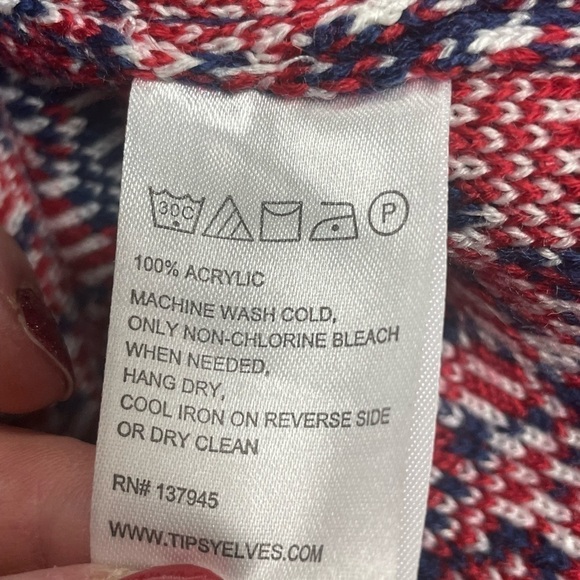 30C
P
100% ACRYLIC
MACHINE WASH COLD,
ONLY NON-CHLORINE BLEACH
WHEN NEEDED,
HANG DRY,
COOL IRON ON REVERSE SIDE
OR DRY CLEAN
RN# 137945
WWW.TIPSYELVES.COM